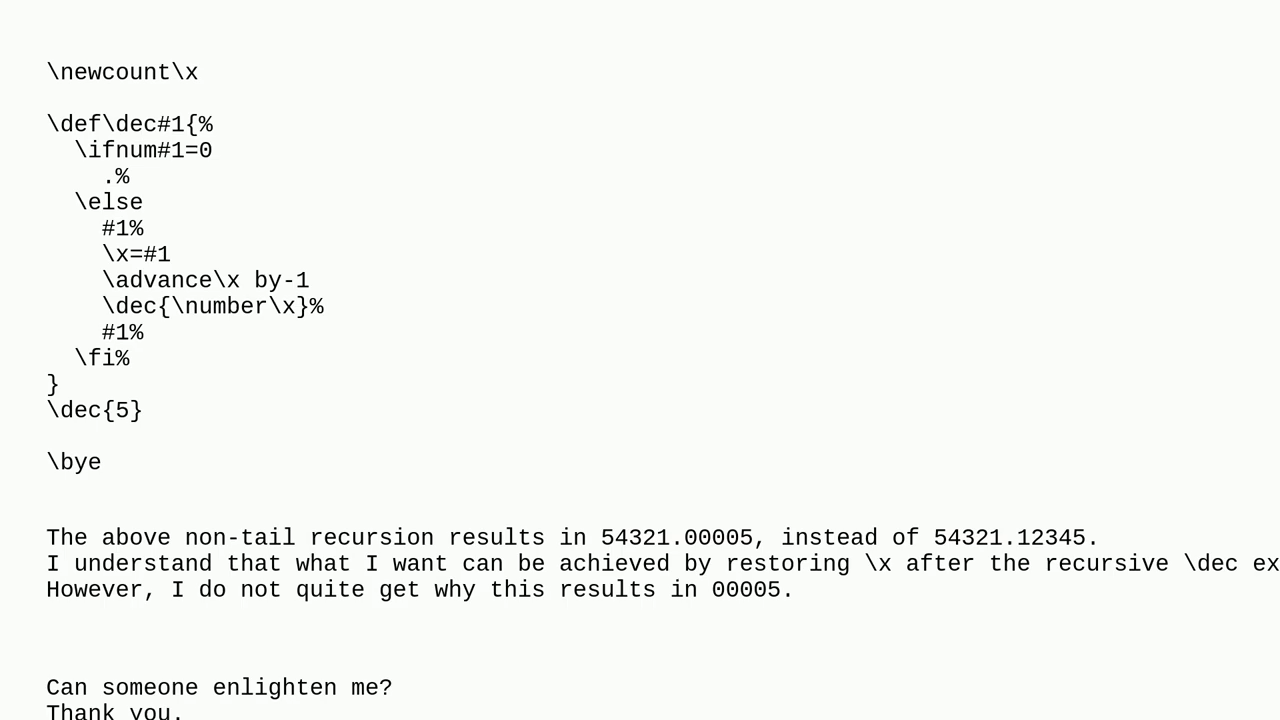 \newcount\x
\def\dec#1{%
  \ifnum#1=0
    .%
  \else
    #1%
    \x=#1
    \advance\x by-1
    \dec{\number\x}%
    #1%
  \fi%
}
\dec{5}
\bye
The above non-tail recursion results in 54321.00005, instead of 54321.12345.
I understand that what I want can be achieved by restoring \x after the recursive \dec ex
However, I do not quite get why this results in 00005.
Can someone enlighten me?
Thank you.